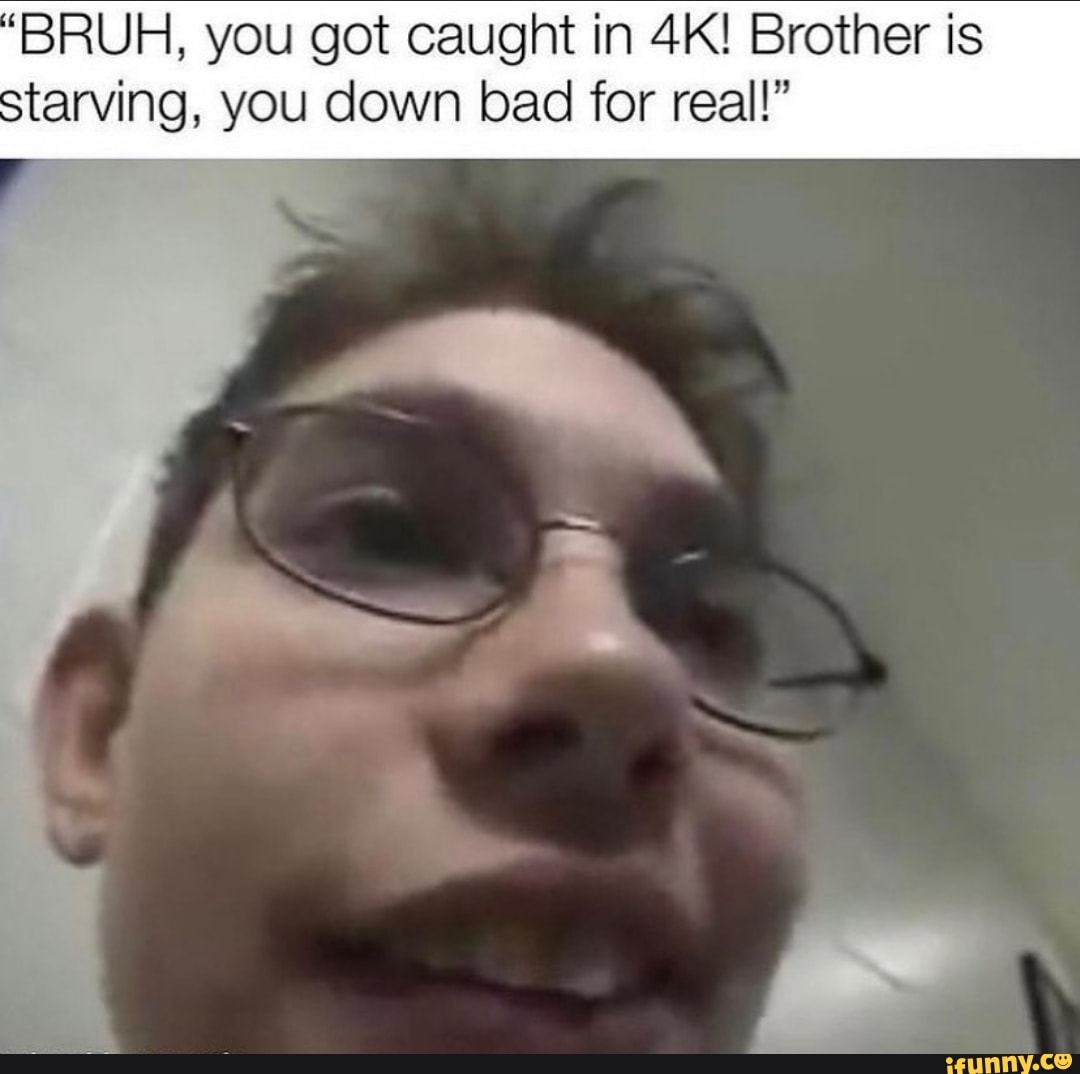 “BRUH, you got caught in 4K! Brother is
starving, you down bad for real!”
ifunny.co